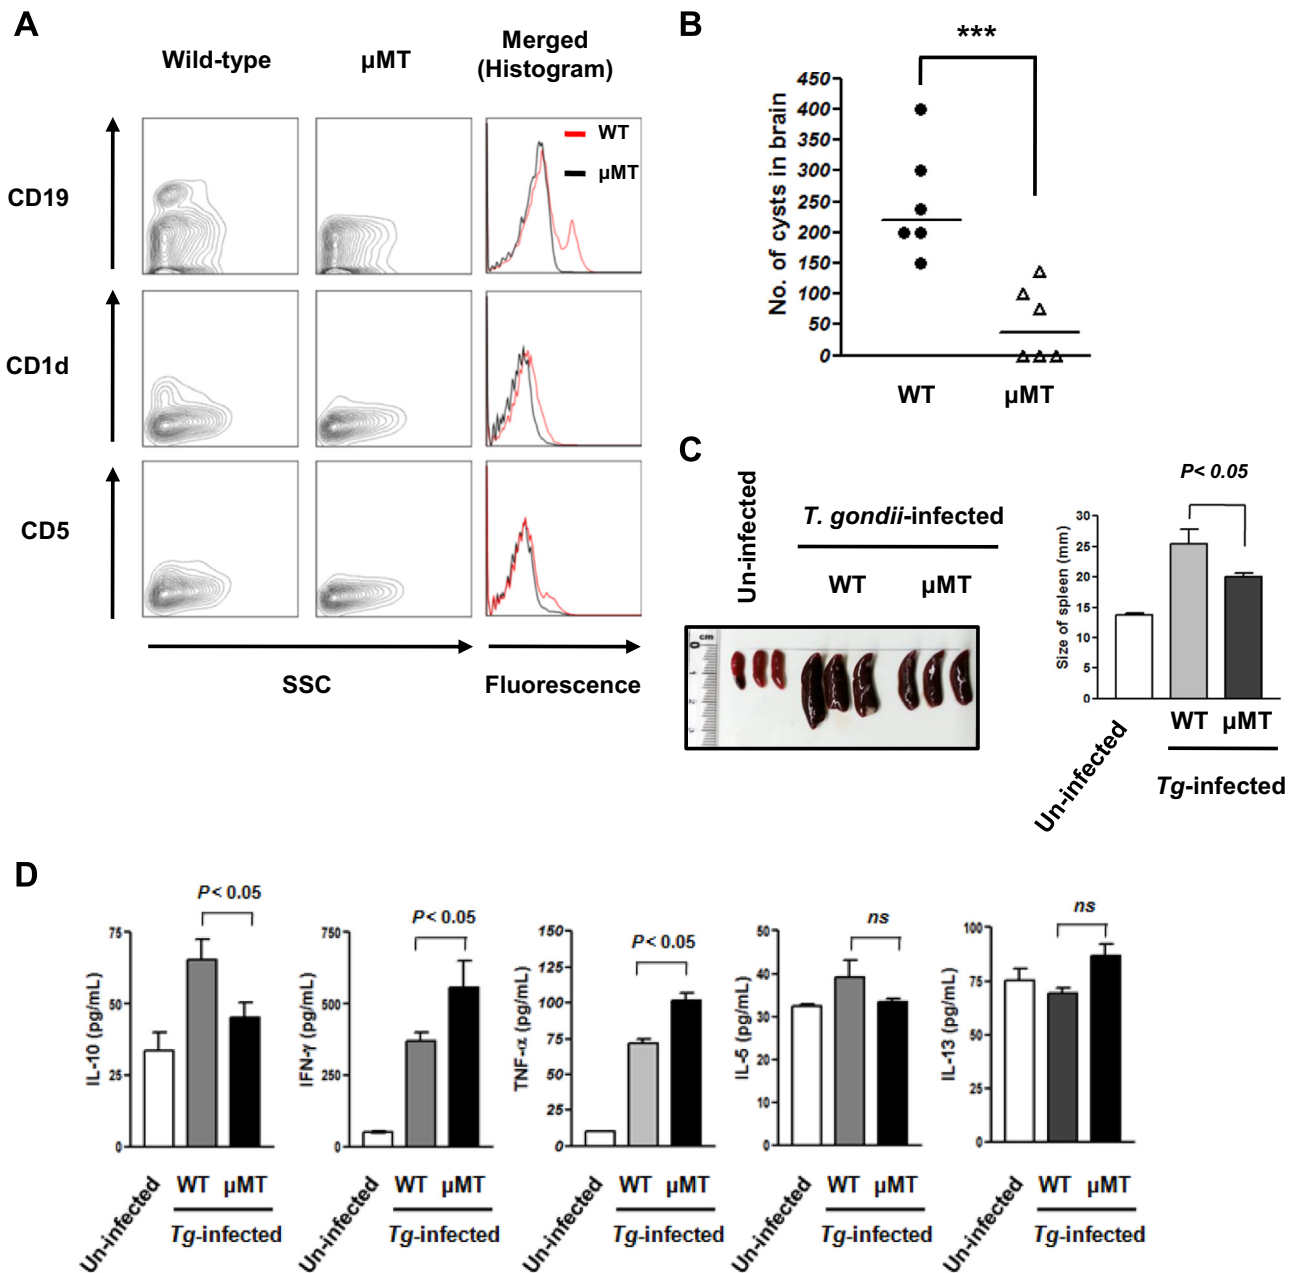 A
Wild-type
µMT
Merged
(Histogram)
WT
µMT
CD19
CD1d
CD5
SSC
Fluorescence
B
***
No. of cysts in brain
450
400
350
300
250
200
150
100
50
0
WT
µMT
C
Un-infected
T. gondii-infected
WT
µMT
cm
0
1
2
3
P< 0.05
Size of spleen (mm)
30
25
20
15
10
5
0
Un-infected
WT
µMT
Tg-infected
D
P< 0.05
IL-10 (pg/mL)
75
50
25
0
Un-infected
WT
µMT
Tg-infected
P< 0.05
IFN-γ (pg/mL)
750
500
250
0
Un-infected
WT
µMT
Tg-infected
P< 0.05
TNF-α (pg/mL)
150
125
100
75
50
25
0
Un-infected
WT
µMT
Tg-infected
ns
IL-5 (pg/mL)
50
40
30
20
10
0
Un-infected
WT
µMT
Tg-infected
ns
IL-13 (pg/mL)
100
75
50
25
0
Un-infected
WT
µMT
Tg-infected